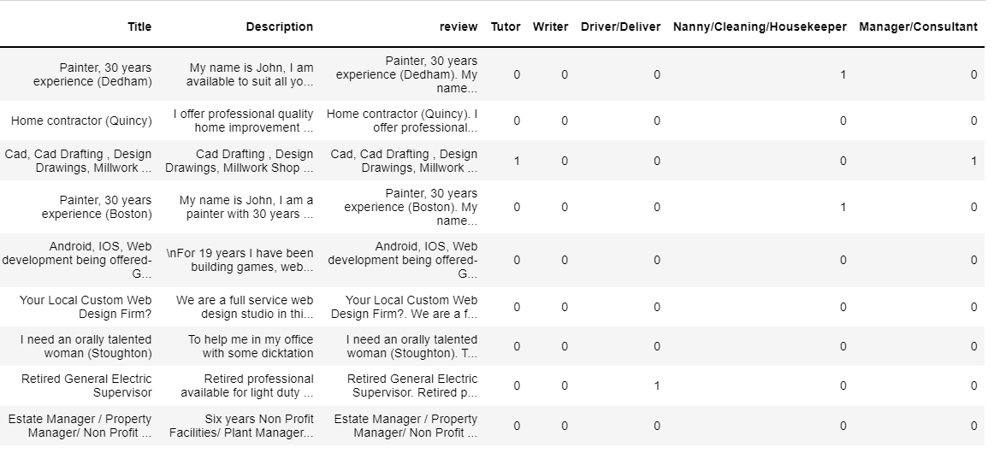 Title Description review Tutor Writer Driver/Deliver Nanny/Cleaning/Housekeeper Manager/Consultant
Painter, 30 years
experience (Dedham)
My name is John, I am
available to suit all yo...
Painter, 30 years
experience (Dedham). My
name...
0 0 0 1 0
Home contractor (Quincy)
I offer professional quality
home improvement ...
Home contractor (Quincy). I
offer professional...
0 0 0 0 0
Cad, Cad Drafting , Design
Drawings, Millwork ...
Cad Drafting , Design
Drawings, Millwork Shop ...
Cad, Cad Drafting , Design
Drawings, Millwork ...
1 0 0 0 1
Painter, 30 years
experience (Boston)
My name is John, I am a
painter with 30 years ...
Painter, 30 years
experience (Boston). My
name...
0 0 0 1 0
Android, IOS, Web
development being offered-
G...
\nFor 19 years I have been
building games, web...
Android, IOS, Web
development being offered-
G...
0 0 0 0 0
Your Local Custom Web
Design Firm?
We are a full service web
design studio in thi...
Your Local Custom Web
Design Firm?. We are a f...
0 0 0 0 0
I need an orally talented
woman (Stoughton)
To help me in my office
with some dicktation
I need an orally talented
woman (Stoughton). T...
0 0 0 0 0
Retired General Electric
Supervisor
Retired professional
available for light duty ...
Retired General Electric
Supervisor. Retired p...
0 0 1 0 0
Estate Manager / Property
Manager/ Non Profit ...
Six years Non Profit
Facilities/ Plant Manager...
Estate Manager / Property
Manager/ Non Profit ...
0 0 0 0 0